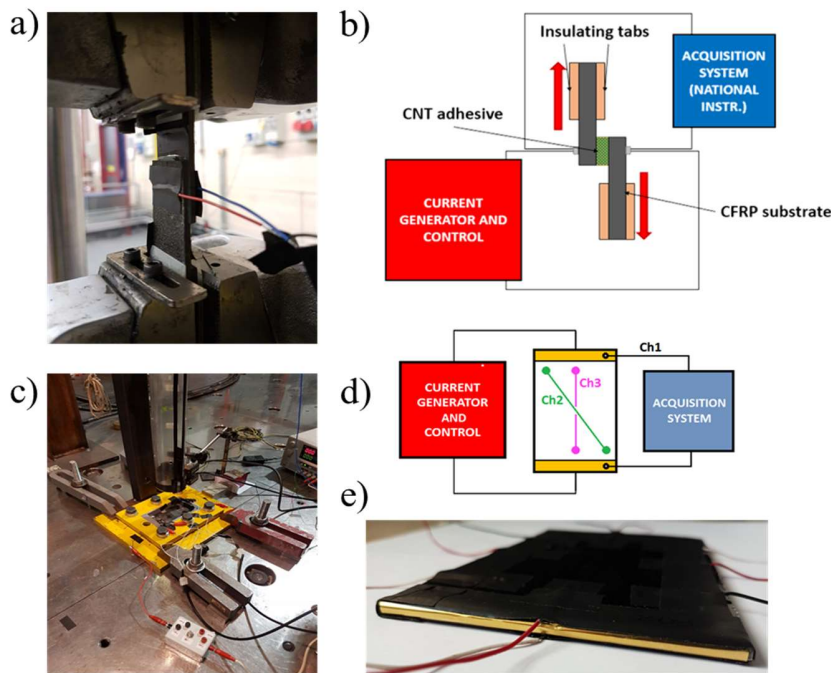 a)
b)
Insulating tabs
ACQUISITION
SYSTEM
(NATIONAL
INSTR.)
CNT adhesive
CURRENT
GENERATOR AND
CONTROL
CFRP substrate
c)
d)
Ch1
CURRENT
GENERATOR
AND
CONTROL
Ch3
Ch2
ACQUISITION
SYSTEM
e)